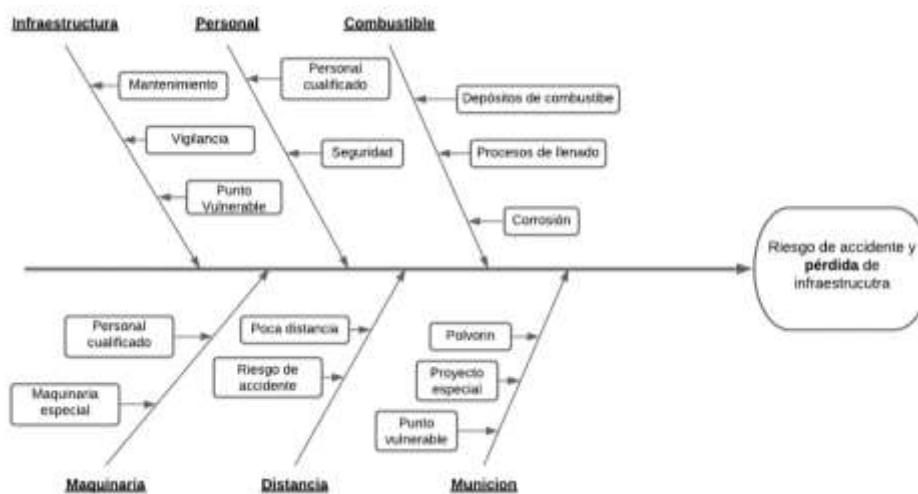 Infraestructura
Personal
Combustible
Mantenimiento
Vigilancia
Punto
Vulnerable
Personal
cualificado
Seguridad
Depósitos de combustibe
Procesos de llenado
Corrosión
Riesgo de accidente y
pérdida de
infraestrucutra
Personal
cualificado
Maquinaria
especial
Poca distancia
Riesgo de
accidente
Polvorin
Proyecto
especial
Punto
vulnerable
Maquinaria
Distancia
Municion